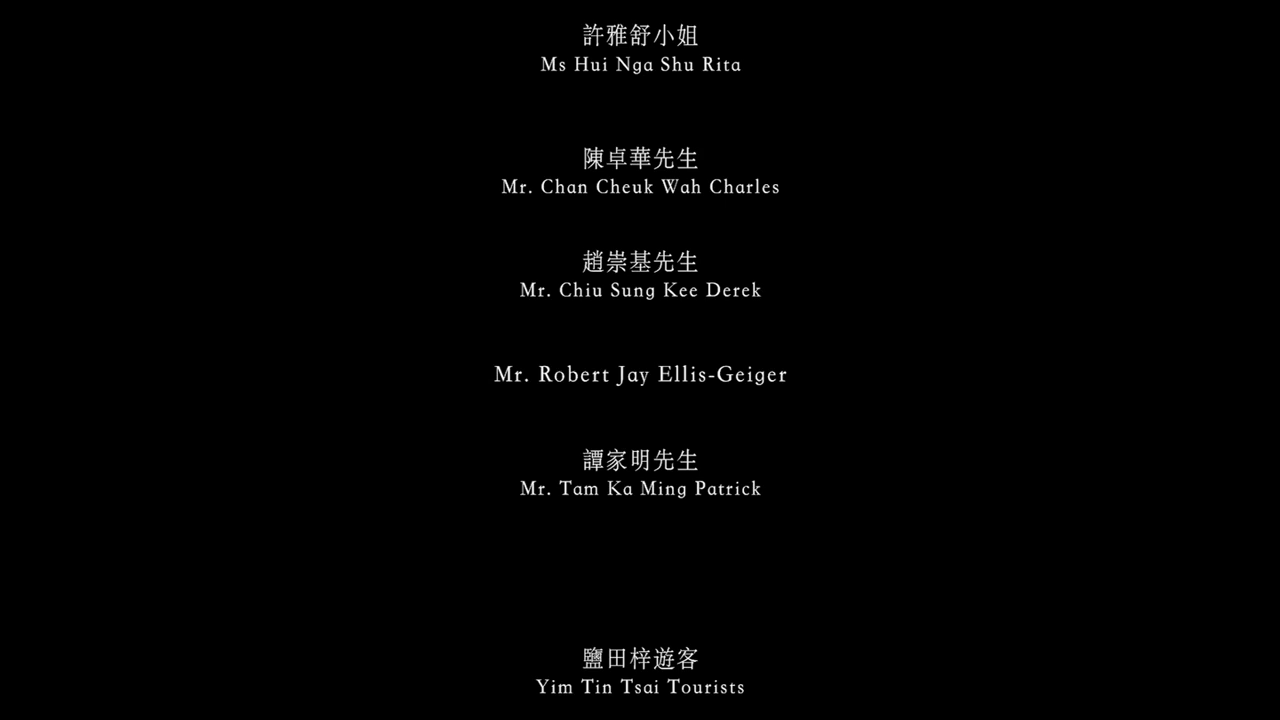 許雅舒小姐
Ms Hui Nga Shu Rita
陳卓華先生
Mr. Chan Cheuk Wah Charles
趙崇基先生
Mr. Chiu Sung Kee Derek
Mr. Robert Jay Ellis-Geiger
譚家明先生
Mr. Tam Ka Ming Patrick
鹽田梓遊客
Yim Tin Tsai Tourists